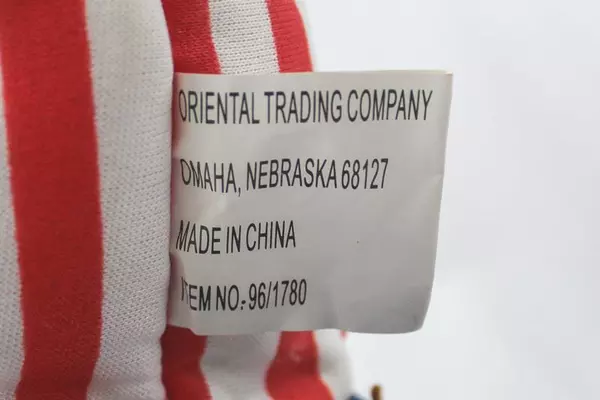 ORIENTAL TRADING COMPANY
OMAHA, NEBRASKA 68127
MADE IN CHINA
ITEM NO.: 96/1780